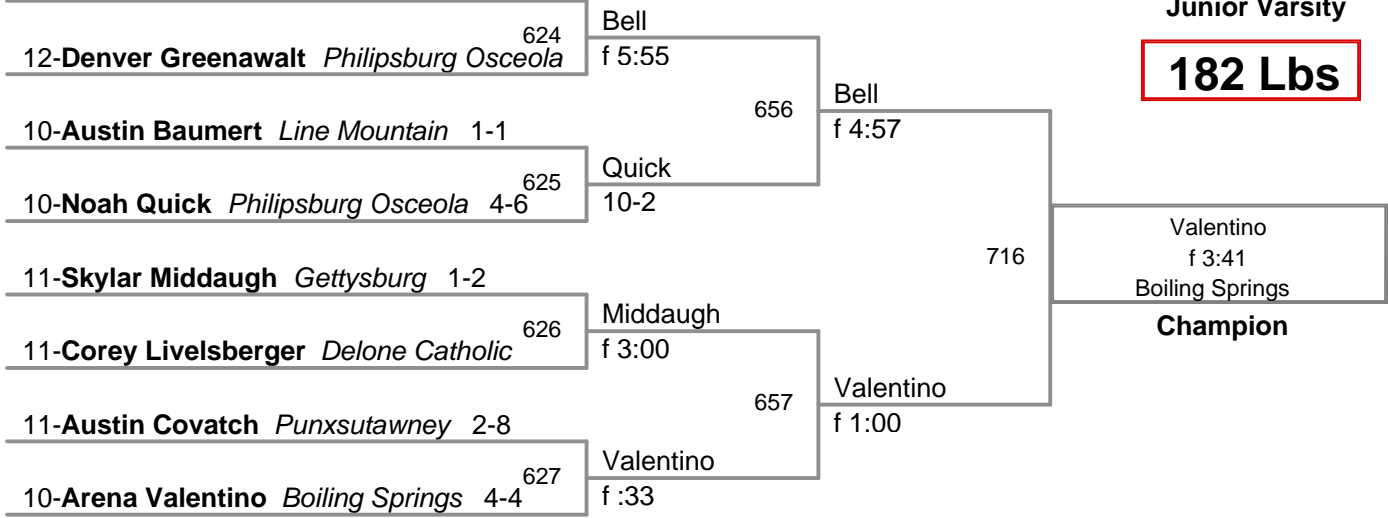 Junior Varsity
182 Lbs
624
12-Denver Greenawalt Philipsburg Osceola
Bell
f 5:55
10-Austin Baumert Line Mountain 1-1
656
Bell
f 4:57
625
10-Noah Quick Philipsburg Osceola 4-6
Quick
10-2
11-Skylar Middaugh Gettysburg 1-2
716
Valentino
f 3:41
Boiling Springs
Champion
626
11-Corey Livelsberger Delone Catholic
Middaugh
f 3:00
11-Austin Covatch Punxsutawney 2-8
657
Valentino
f 1:00
627
10-Arena Valentino Boiling Springs 4-4
Valentino
f :33